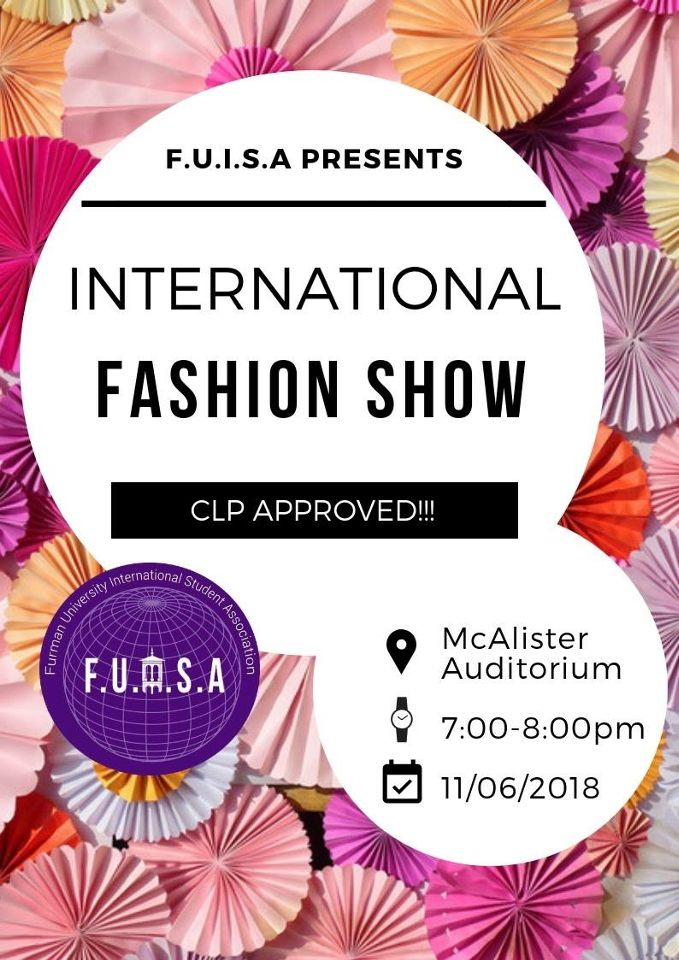 F.U.I.S.A PRESENTS
INTERNATIONAL
FASHION SHOW
CLP APPROVED!!!
Furman University International Student Association
F.U.I.S.A
McAlister
Auditorium
7:00-8:00pm
11/06/2018